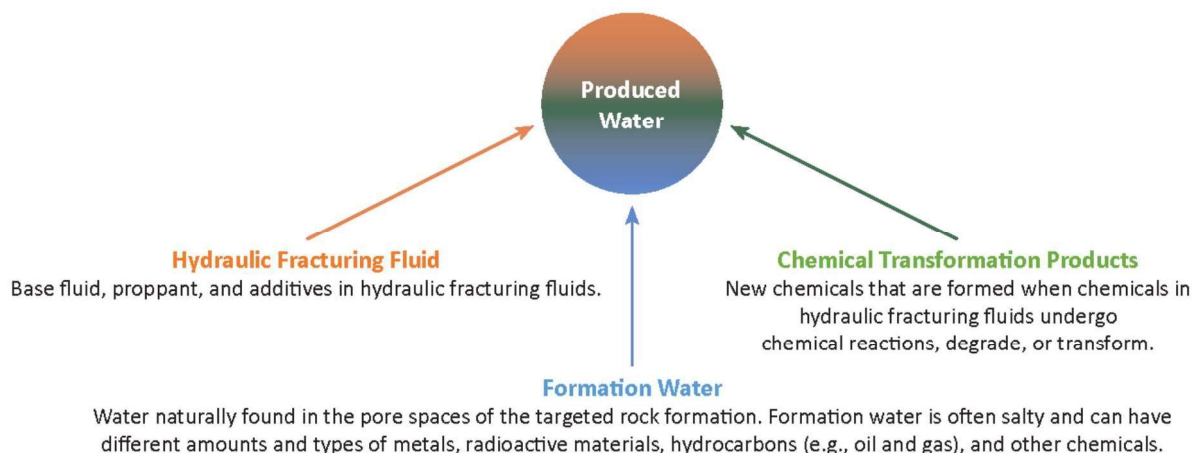 Produced
Water
Hydraulic Fracturing Fluid
Base fluid, proppant, and additives in hydraulic fracturing fluids.
Chemical Transformation Products
New chemicals that are formed when chemicals in
hydraulic fracturing fluids undergo
chemical reactions, degrade, or transform.
Formation Water
Water naturally found in the pore spaces of the targeted rock formation. Formation water is often salty and can have
different amounts and types of metals, radioactive materials, hydrocarbons (e.g., oil and gas), and other chemicals.